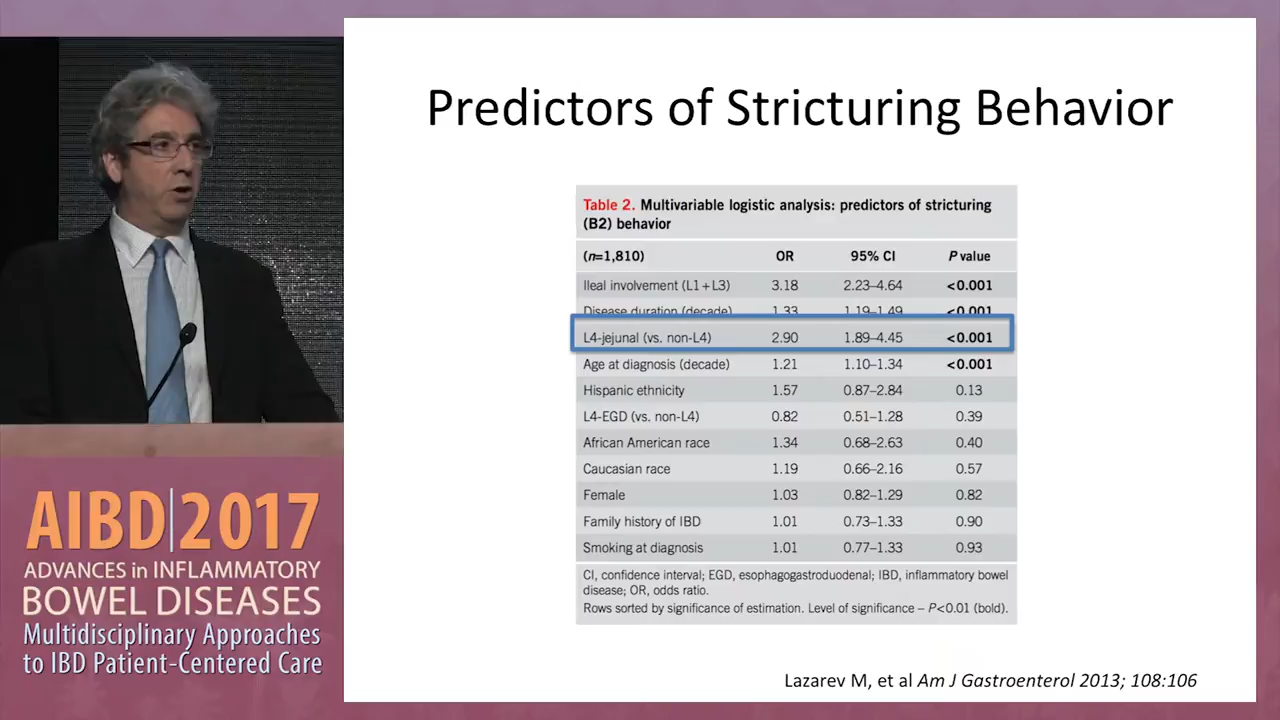 Predictors of Stricturing Behavior
Table 2. Multivariable logistic analysis: predictors of stricturing
(B2) behavior
(n=1,810) OR 95% CI P value
Ileal involvement (L1+L3) 3.18 2.23–4.64 <0.001
Disease duration (decade) 1.33 1.19–1.49 <0.001
L4-jejunal (vs. non-L4) 2.90 1.89–4.45 <0.001
Age at diagnosis (decade) 1.21 1.10–1.34 <0.001
Hispanic ethnicity 1.57 0.87–2.84 0.13
L4-EGD (vs. non-L4) 0.82 0.51–1.28 0.39
African American race 1.34 0.68–2.63 0.40
Caucasian race 1.19 0.66–2.16 0.57
Female 1.03 0.82–1.29 0.82
Family history of IBD 1.01 0.73–1.33 0.90
Smoking at diagnosis 1.01 0.77–1.33 0.93
CI, confidence interval; EGD, esophagogastroduodenal; IBD, inflammatory bowel
disease; OR, odds ratio.
Rows sorted by significance of estimation. Level of significance – P<0.01 (bold).
Lazarev M, et al Am J Gastroenterol 2013; 108:106
AIBD|2017
ADVANCES in INFLAMMATORY
BOWEL DISEASES
Multidisciplinary Approaches
to IBD Patient-Centered Care